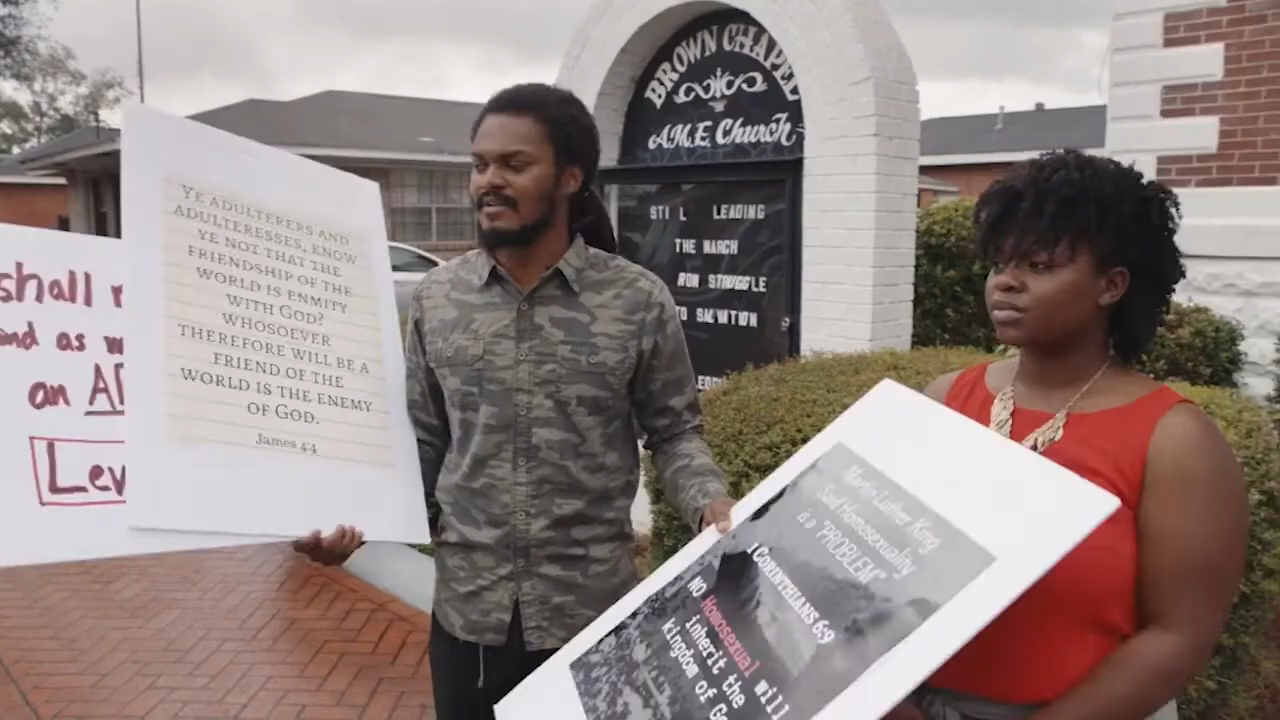 shall
and as
an
Lev
YE ADULTERERS AND
ADULTERESSES, KNOW
YE NOT THAT THE
FRIENDSHIP OF THE
WORLD IS ENMITY
WITH GOD?
WHOSOEVER
THEREFORE WILL BE A
FRIEND OF THE
WORLD IS THE ENEMY
OF GOD.
James 4:4
BROWN CHAPEL
A.M.E. Church
STI L LEADING
THE MARCH
ROM STRUGGLE
TO SALVATION
Martin Luther King
Said Homosexuality
is a "PROBLEM"
1 CORINTHIANS 6:9
NO Homosexual will
inherit the
kingdom of G